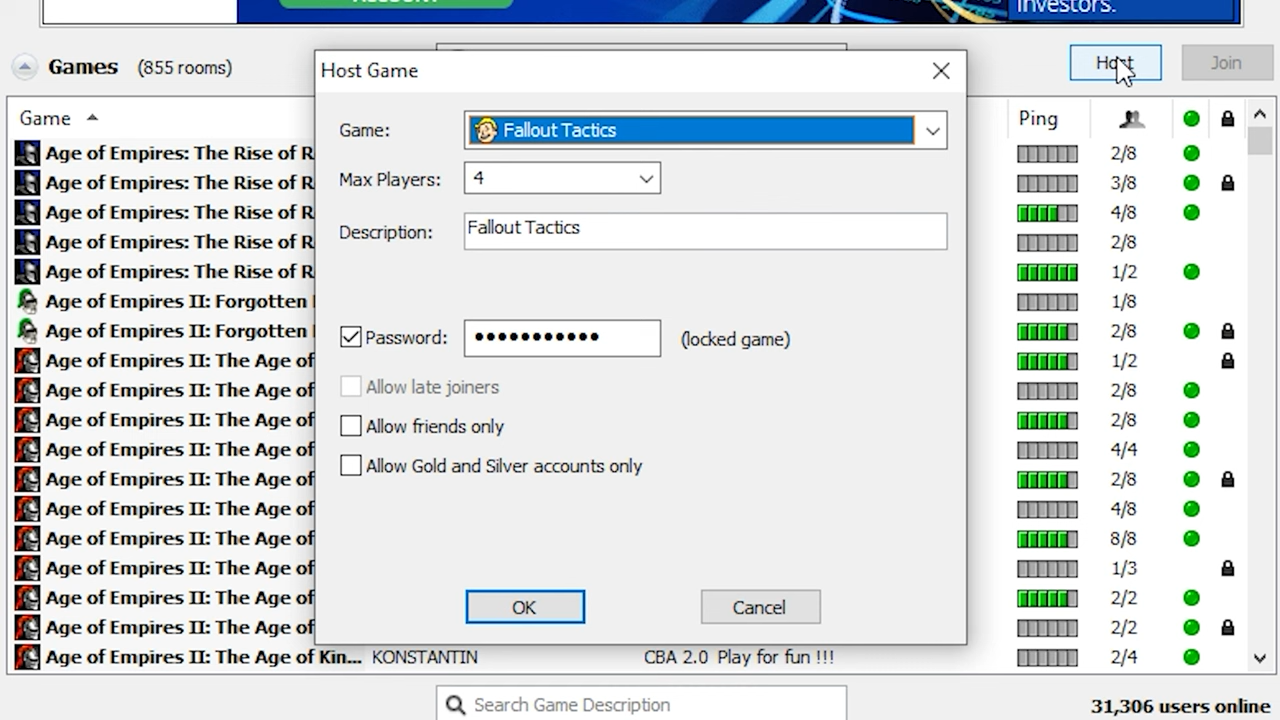 ACCOUNT
investors.
Games (855 rooms)
Host
Join
Host Game
Game: Fallout Tactics
Max Players: 4
Description: Fallout Tactics
Password: ●●●●●●●●●●● (locked game)
Allow late joiners
Allow friends only
Allow Gold and Silver accounts only
OK
Cancel
Game
Ping
Age of Empires: The Rise of R 2/8
Age of Empires: The Rise of R 3/8
Age of Empires: The Rise of R 4/8
Age of Empires: The Rise of R 2/8
Age of Empires: The Rise of R 1/2
Age of Empires II: Forgotten 1/8
Age of Empires II: Forgotten 2/8
Age of Empires II: The Age of 1/2
Age of Empires II: The Age of 2/8
Age of Empires II: The Age of 2/8
Age of Empires II: The Age of 4/4
Age of Empires II: The Age of 2/8
Age of Empires II: The Age of 4/8
Age of Empires II: The Age of 8/8
Age of Empires II: The Age of 1/3
Age of Empires II: The Age of 2/2
Age of Empires II: The Age of 2/2
Age of Empires II: The Age of Kin... KONSTANTIN CBA 2.0 Play for fun !!! 2/4
Search Game Description
31,306 users online